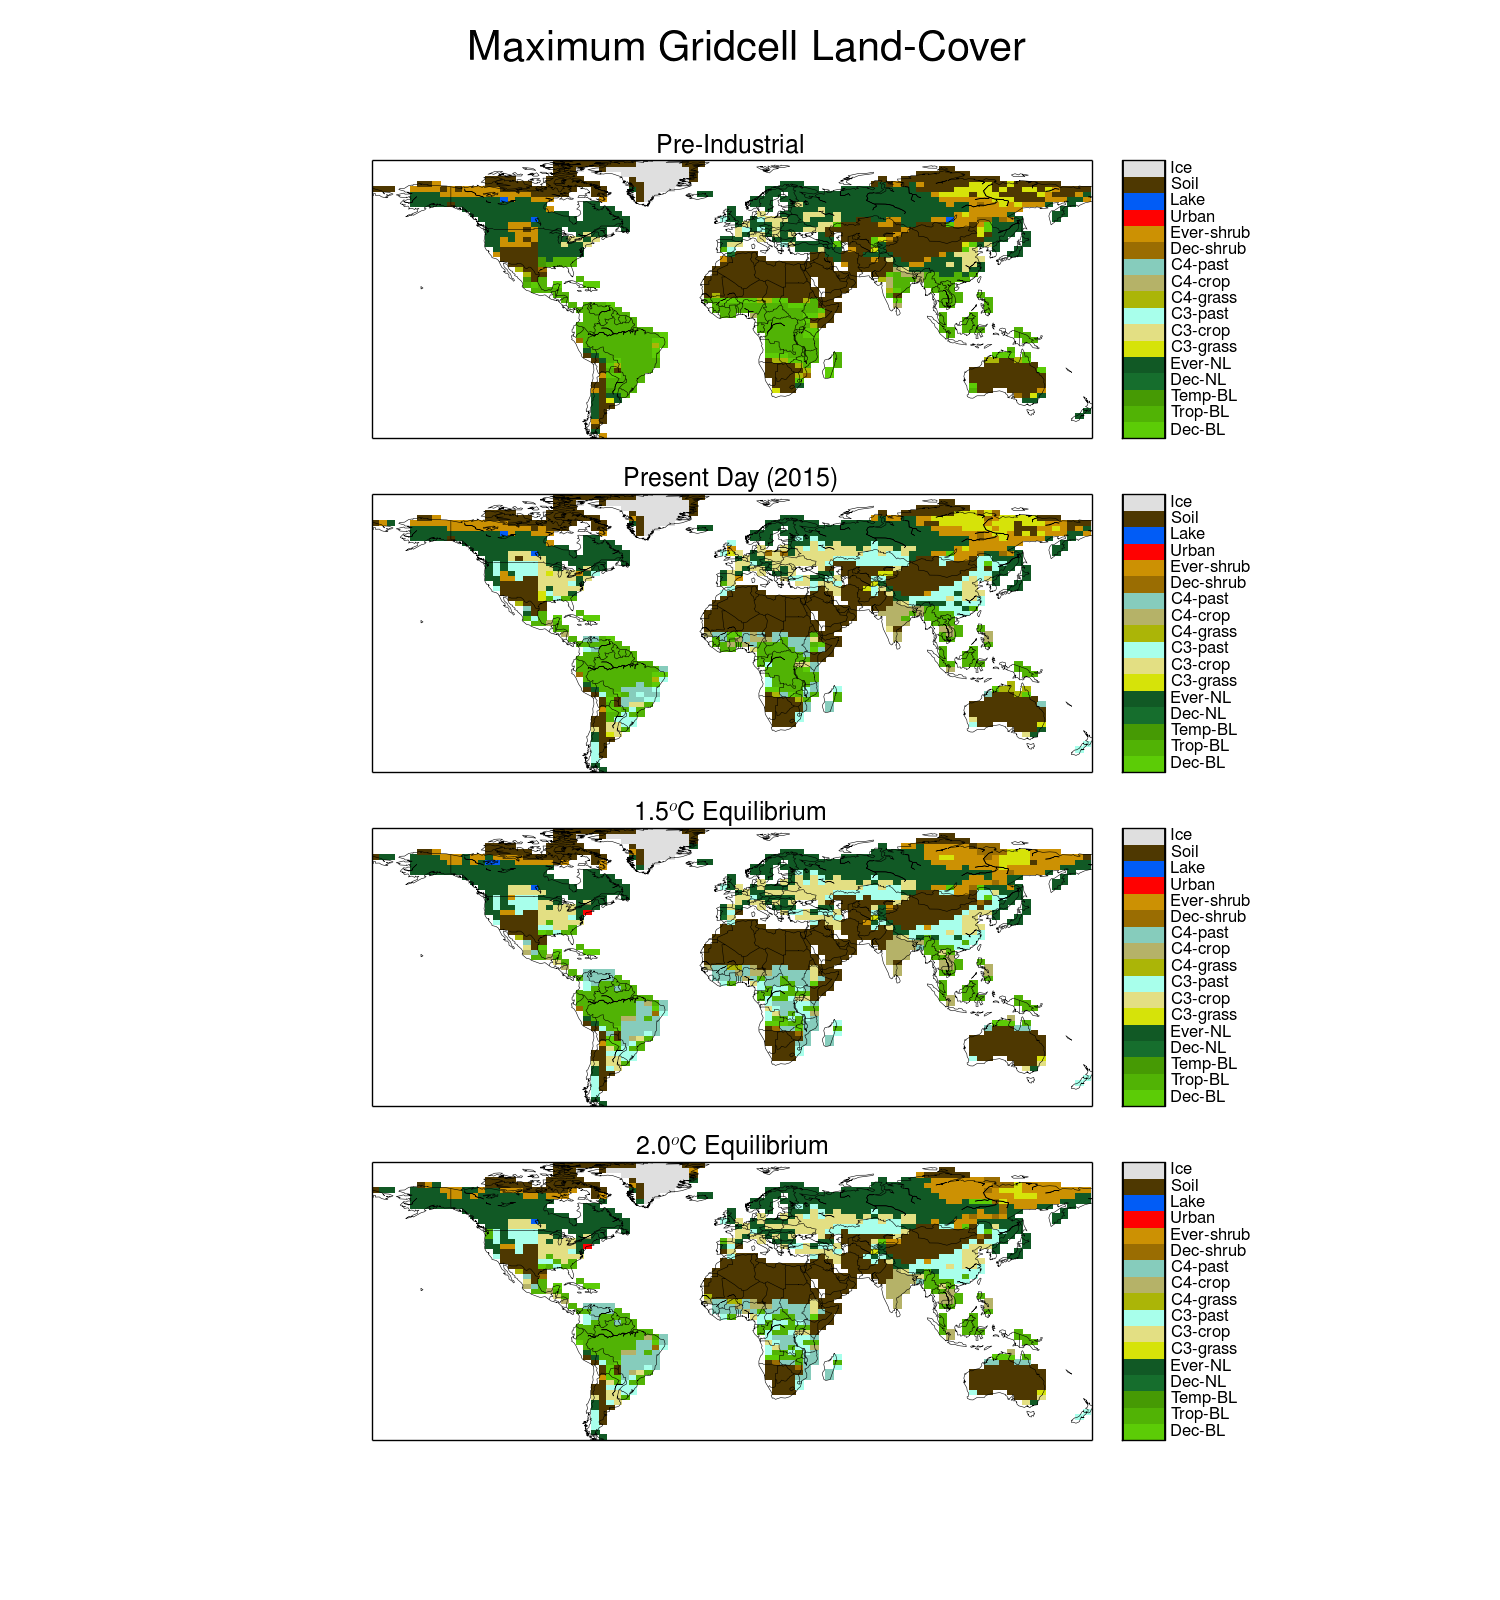 Maximum Gridcell Land-Cover
Pre-Industrial
Ice
Soil
Lake
Urban
Ever-shrub
Dec-shrub
C4-past
C4-crop
C4-grass
C3-past
C3-crop
C3-grass
Ever-NL
Dec-NL
Temp-BL
Trop-BL
Dec-BL
Present Day (2015)
Ice
Soil
Lake
Urban
Ever-shrub
Dec-shrub
C4-past
C4-crop
C4-grass
C3-past
C3-crop
C3-grass
Ever-NL
Dec-NL
Temp-BL
Trop-BL
Dec-BL
1.5°C Equilibrium
Ice
Soil
Lake
Urban
Ever-shrub
Dec-shrub
C4-past
C4-crop
C4-grass
C3-past
C3-crop
C3-grass
Ever-NL
Dec-NL
Temp-BL
Trop-BL
Dec-BL
2.0°C Equilibrium
Ice
Soil
Lake
Urban
Ever-shrub
Dec-shrub
C4-past
C4-crop
C4-grass
C3-past
C3-crop
C3-grass
Ever-NL
Dec-NL
Temp-BL
Trop-BL
Dec-BL